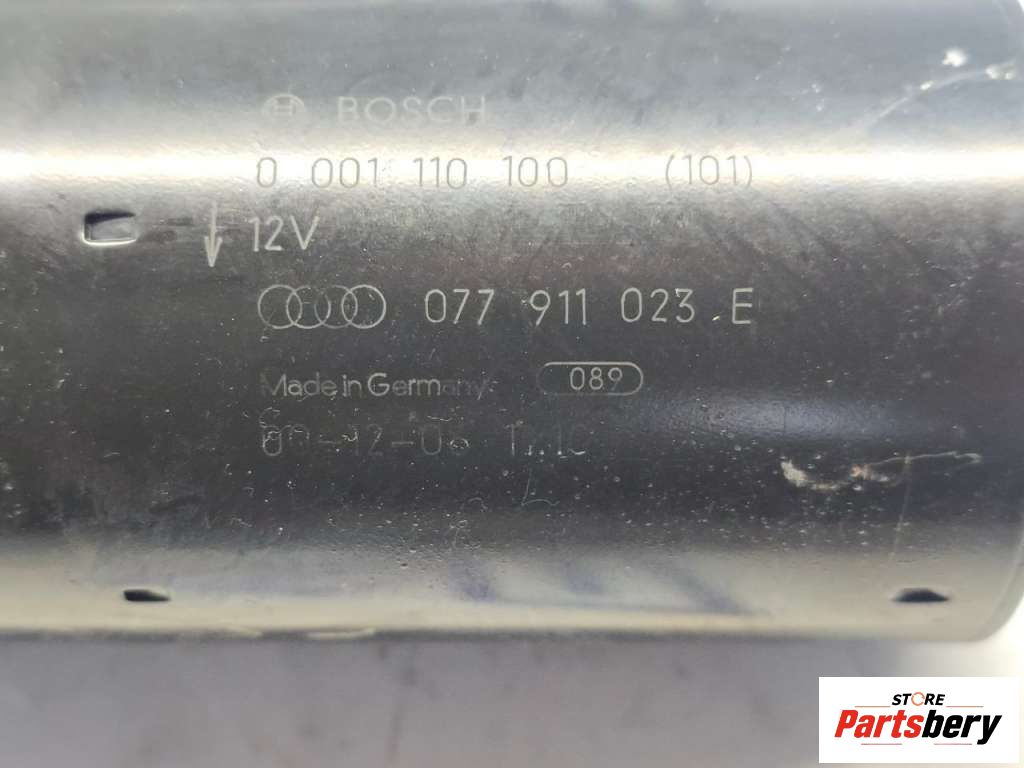 BOSCH
0 001 110 100 (101)
12V
077 911 023 E
Made in Germany 089
STORE
Partsbery